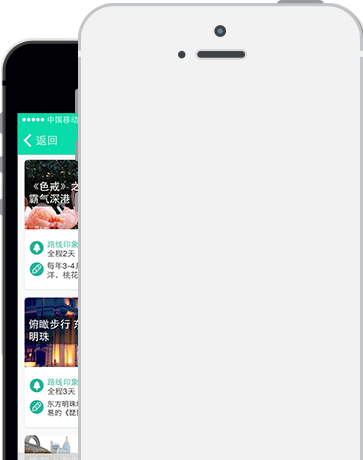 中国移动
返回
《色戒》之
霸气深港
路线印象
全程2天
每年3-4月
洋，桃花
俯瞰步行 东
明珠
路线印象
全程3天
东方明珠
易的《琵